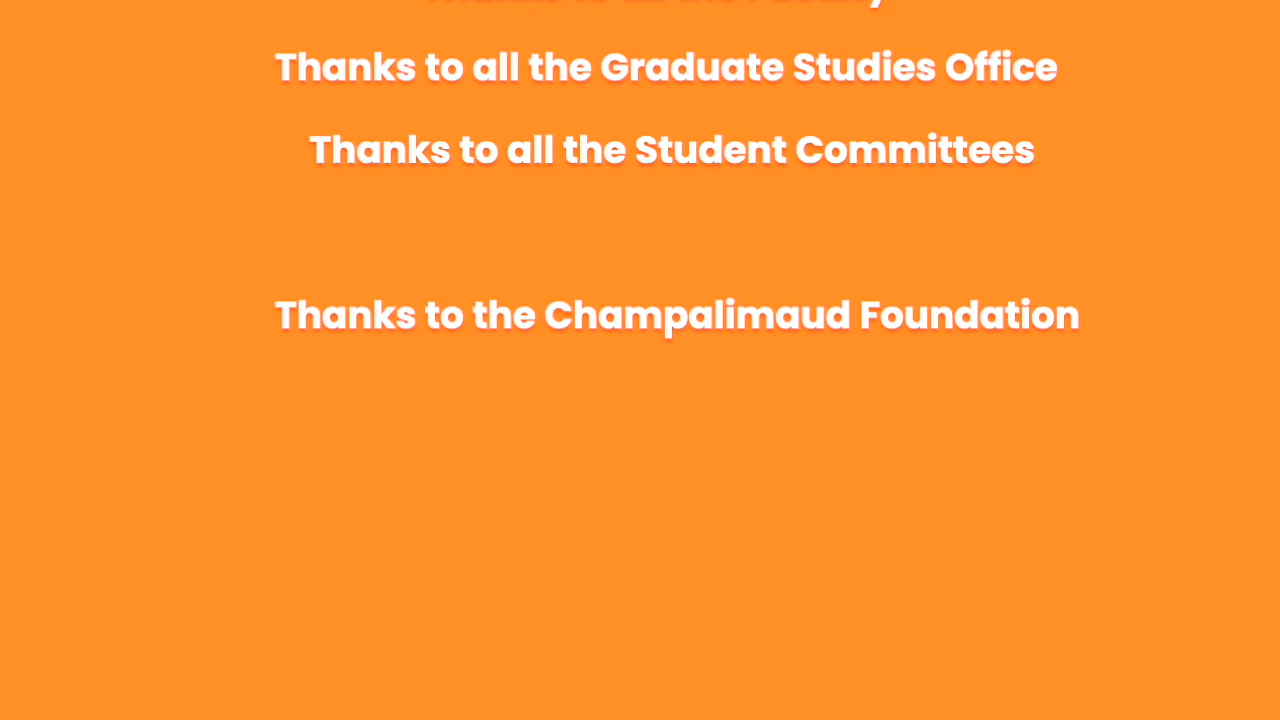 Thanks to all the Graduate Studies Office
Thanks to all the Student Committees
Thanks to the Champalimaud Foundation